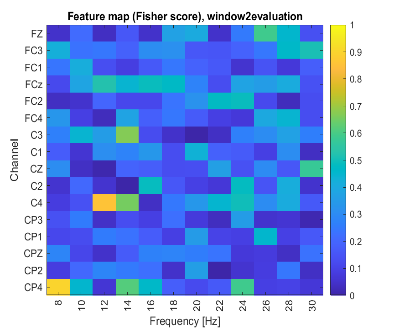 Feature map (Fisher score), window2evaluation
Channel
FZ
FC3
FC1
FCz
FC2
FC4
C3
C1
CZ
C2
C4
CP3
CP1
CPZ
CP2
CP4
8 10 12 14 16 18 20 22 24 26 28 30
Frequency [Hz]
1
0.9
0.8
0.7
0.6
0.5
0.4
0.3
0.2
0.1
0